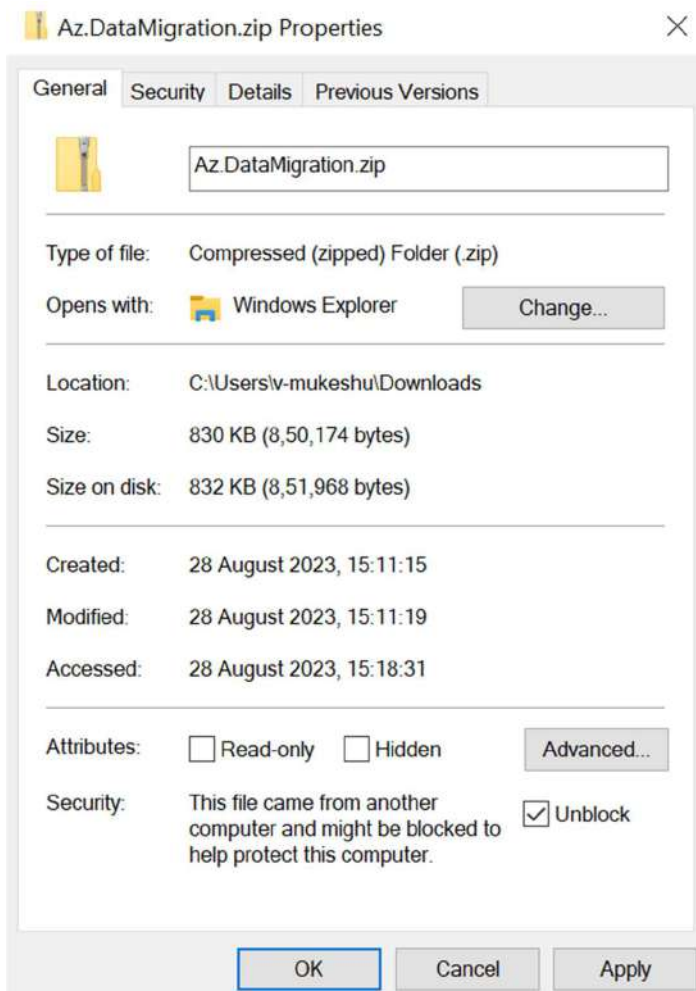 Az.DataMigration.zip Properties
General Security Details Previous Versions
Az.DataMigration.zip
Type of file: Compressed (zipped) Folder (.zip)
Opens with: Windows Explorer Change...
Location: C:\Users\v-mukeshu\Downloads
Size: 830 KB (8,50,174 bytes)
Size on disk: 832 KB (8,51,968 bytes)
Created: 28 August 2023, 15:11:15
Modified: 28 August 2023, 15:11:19
Accessed: 28 August 2023, 15:18:31
Attributes: Read-only Hidden Advanced...
Security: This file came from another
computer and might be blocked to
help protect this computer.
Unblock
OK Cancel Apply